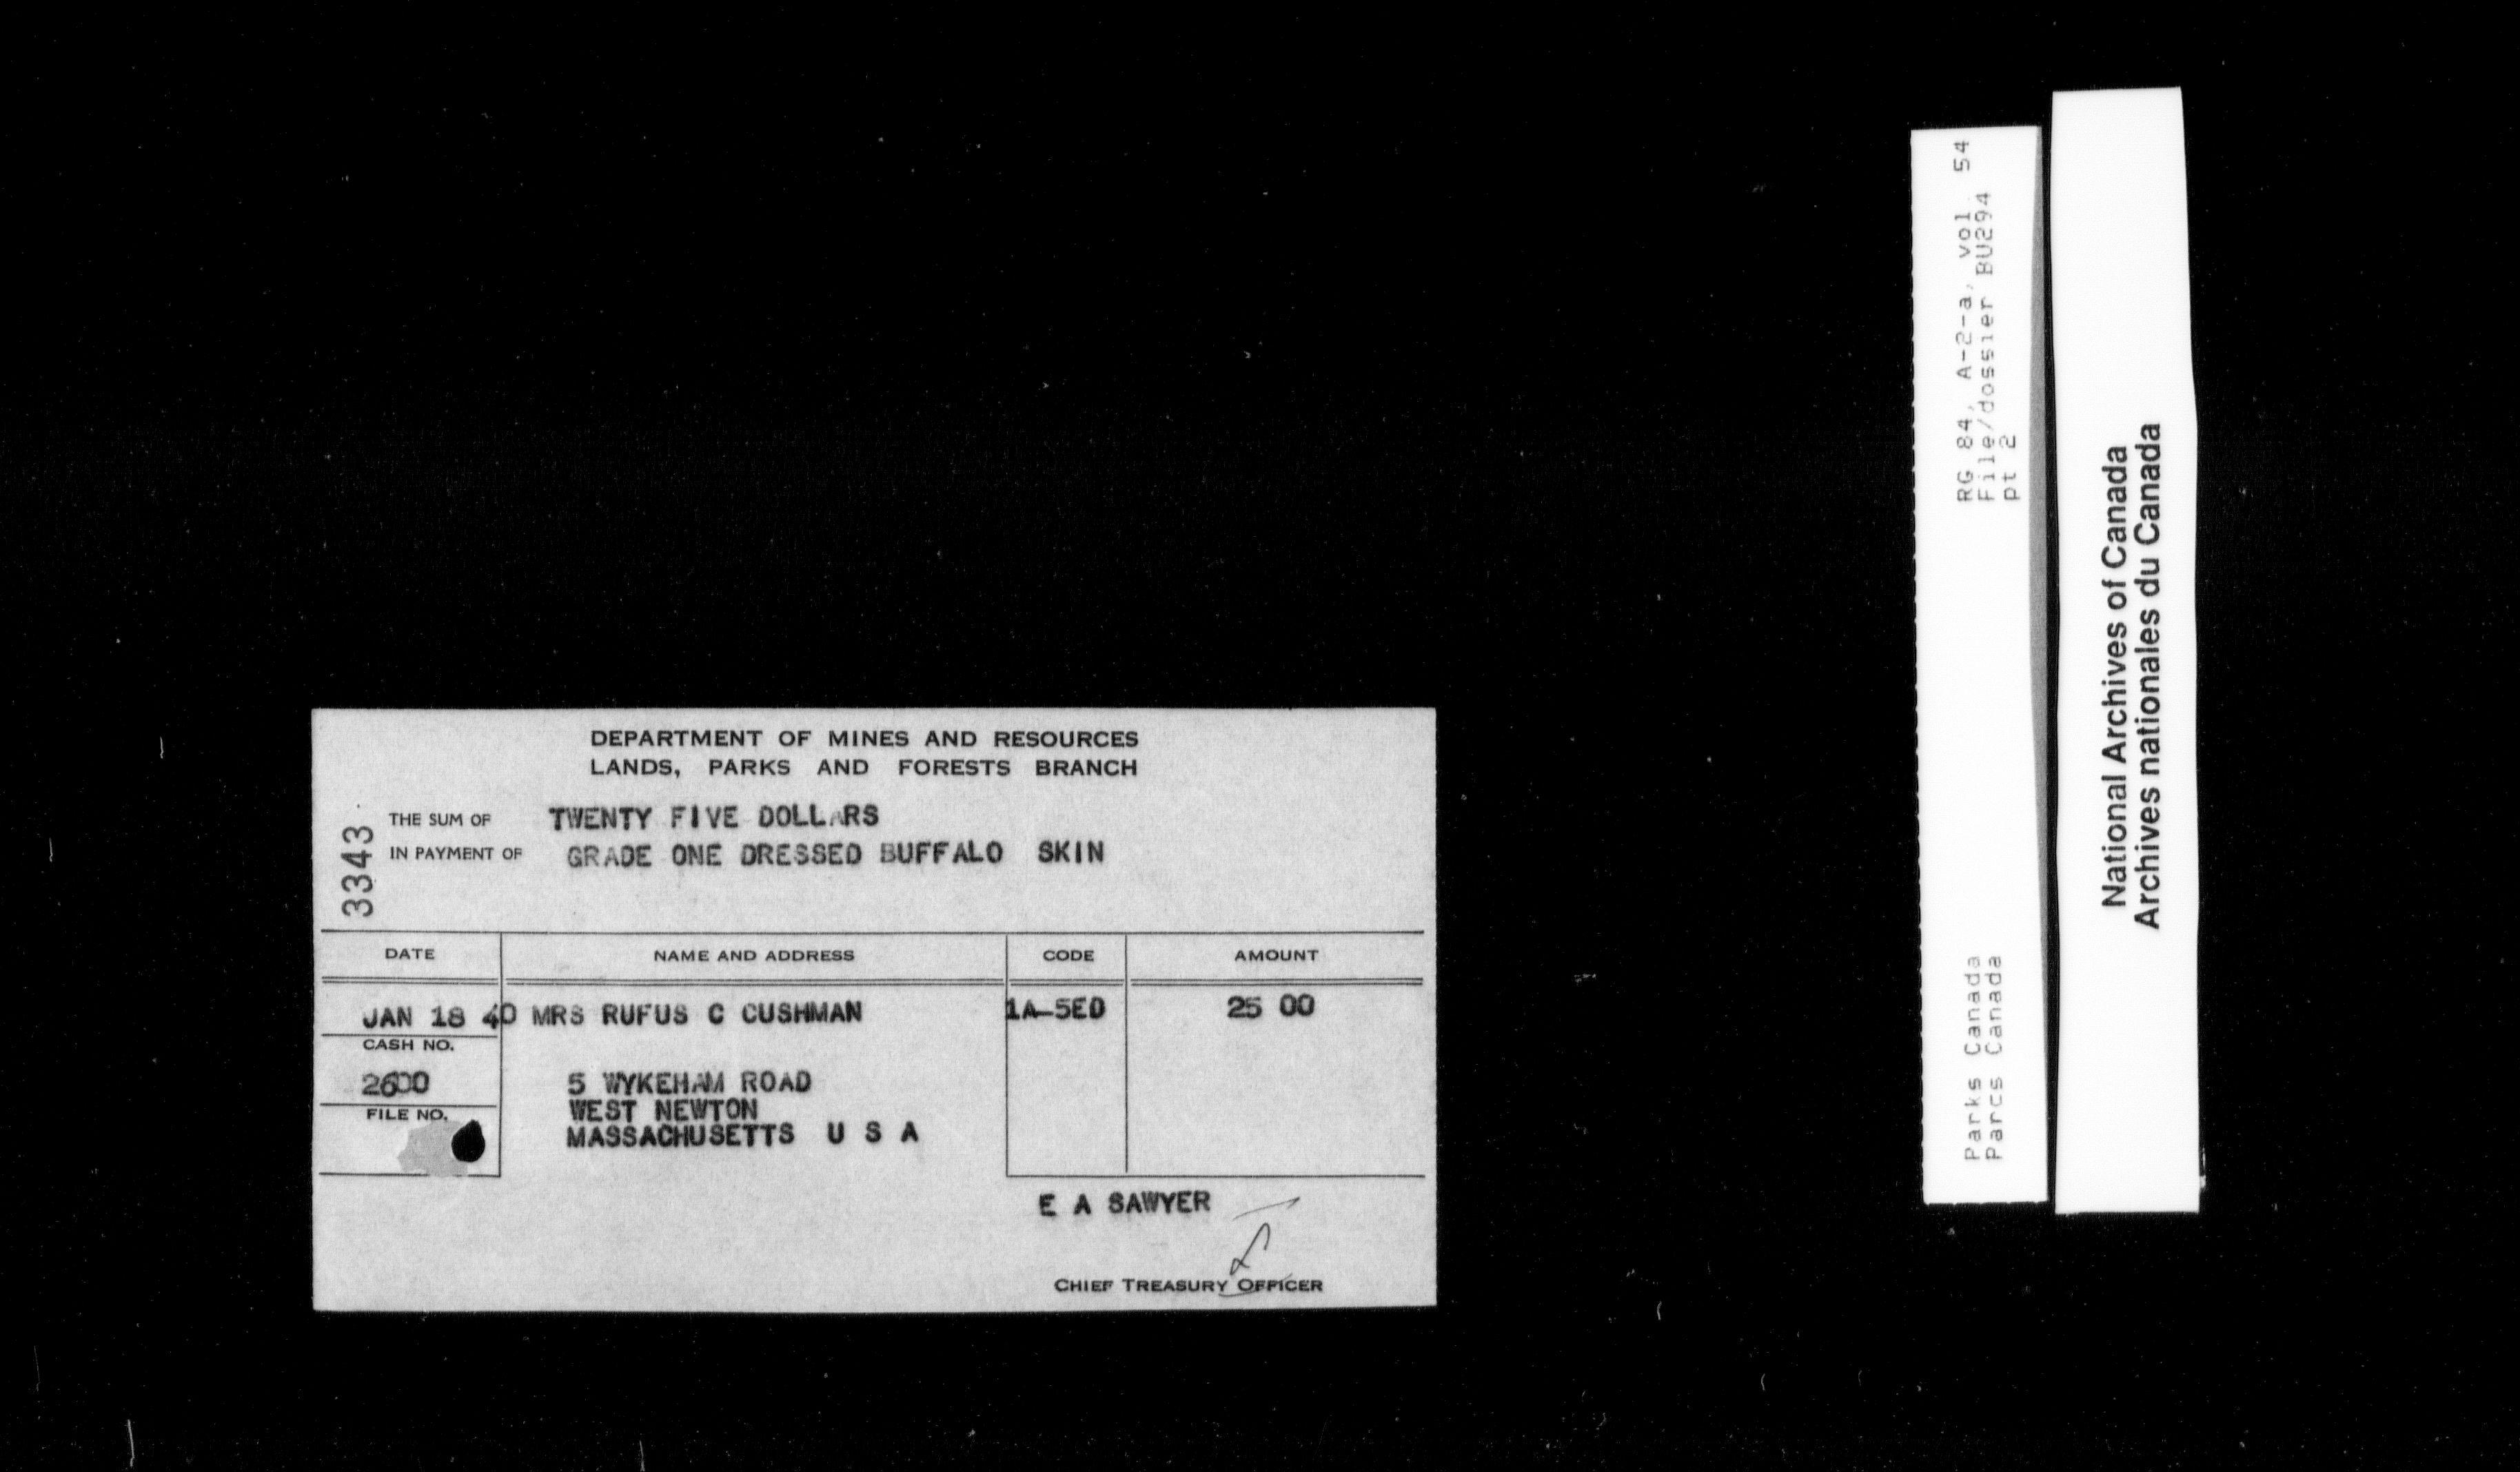 DEPARTMENT OF MINES AND RESOURCES
LANDS, PARKS AND FORESTS BRANCH
3343
THE SUM OF TWENTY FIVE DOLLARS
IN PAYMENT OF GRADE ONE DRESSED BUFFALO SKIN
DATE NAME AND ADDRESS CODE AMOUNT
JAN 18 40 MRS RUFUS C CUSHMAN 1A-5ED 25 00
CASH NO.
2600 5 WYKEHAM ROAD
FILE NO. WEST NEWTON
MASSACHUSETTS U S A
E A SAWYER
CHIEF TREASURY OFFICER
RG 84, A-2-a, vol. 54
File/dossier BU294
pt 2
Parks Canada
Parcs Canada
National Archives of Canada
Archives nationales du Canada